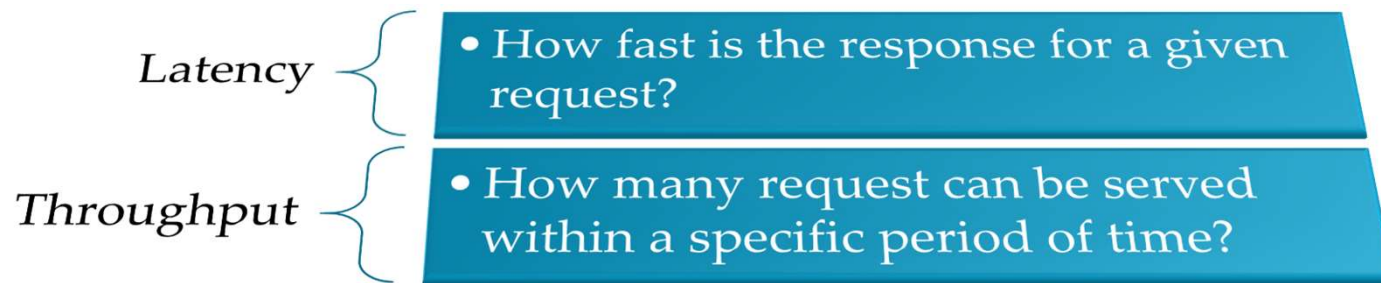 Latency
• How fast is the response for a given
request?
Throughput
• How many request can be served
within a specific period of time?